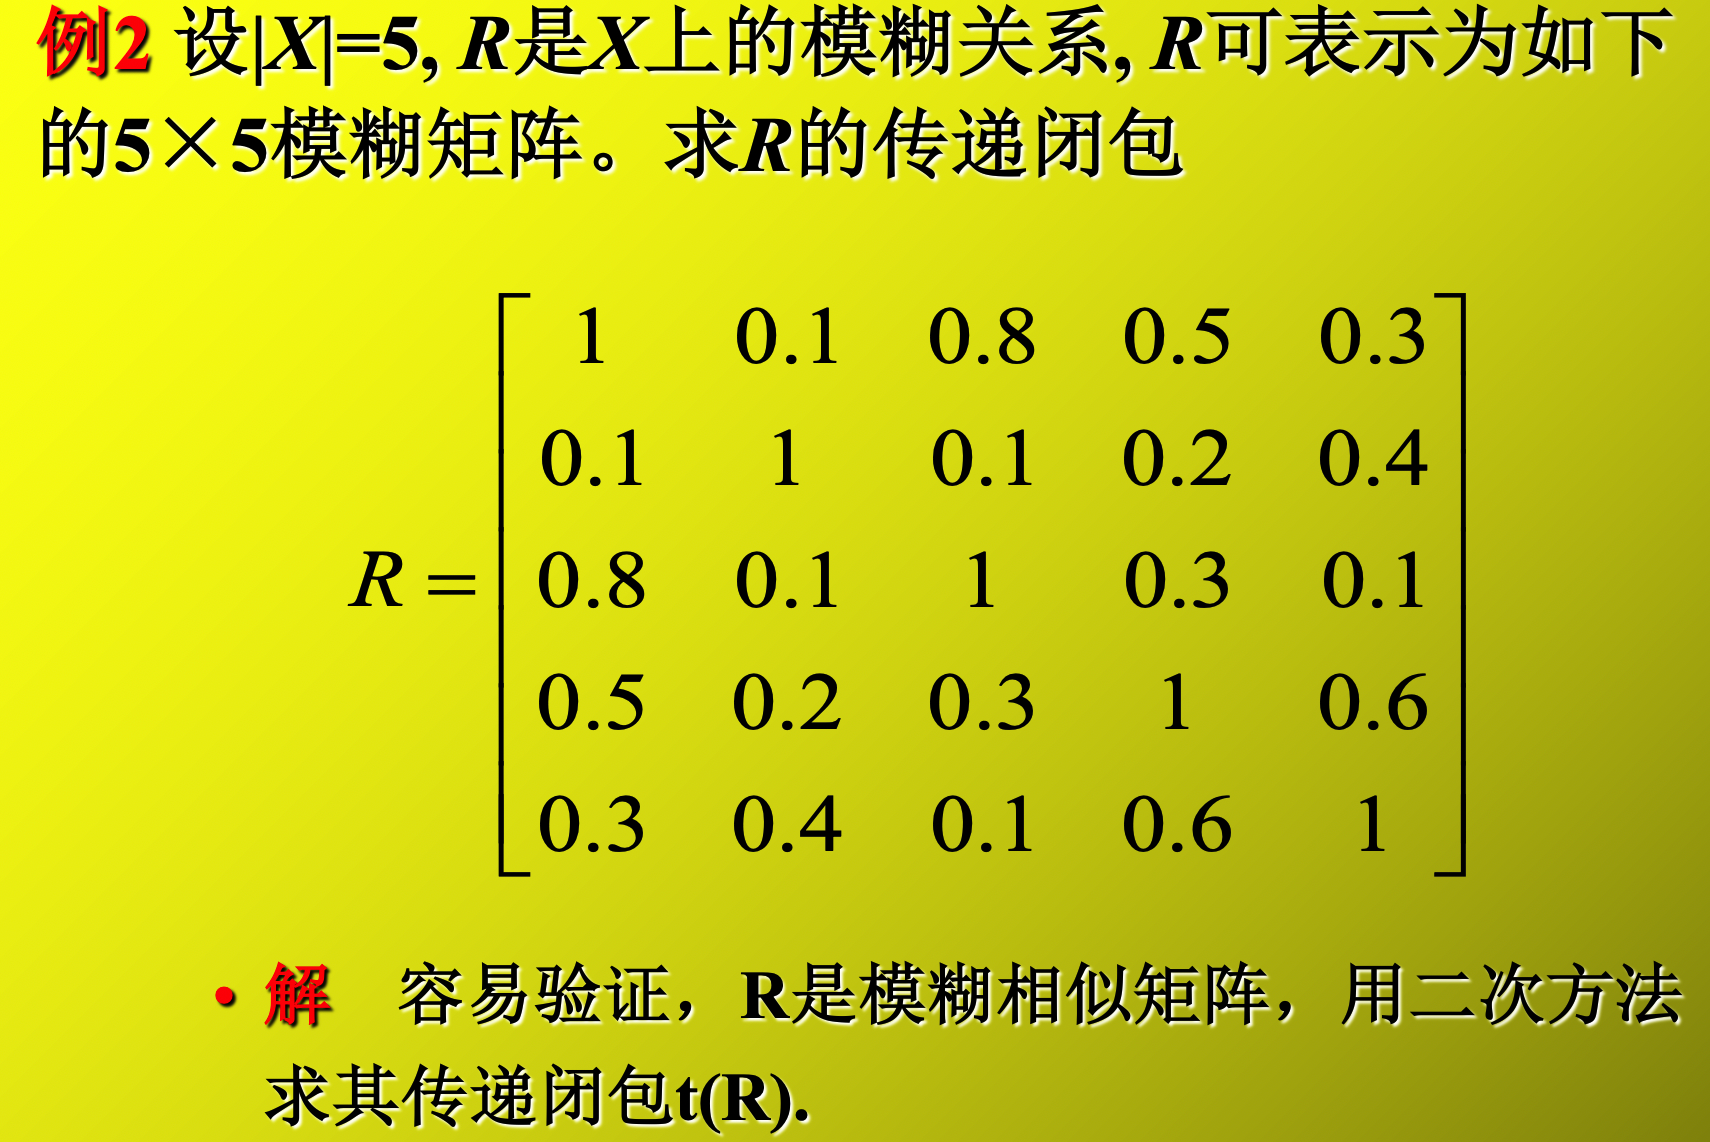 例2 设|X|=5, R是X上的模糊关系, R可表示为如下
的5×5模糊矩阵。求R的传递闭包
1 0.1 0.8 0.5 0.3
0.1 1 0.1 0.2 0.4
R = 0.8 0.1 1 0.3 0.1
0.5 0.2 0.3 1 0.6
0.3 0.4 0.1 0.6 1
• 解 容易验证，R是模糊相似矩阵，用二次方法
求其传递闭包t(R).